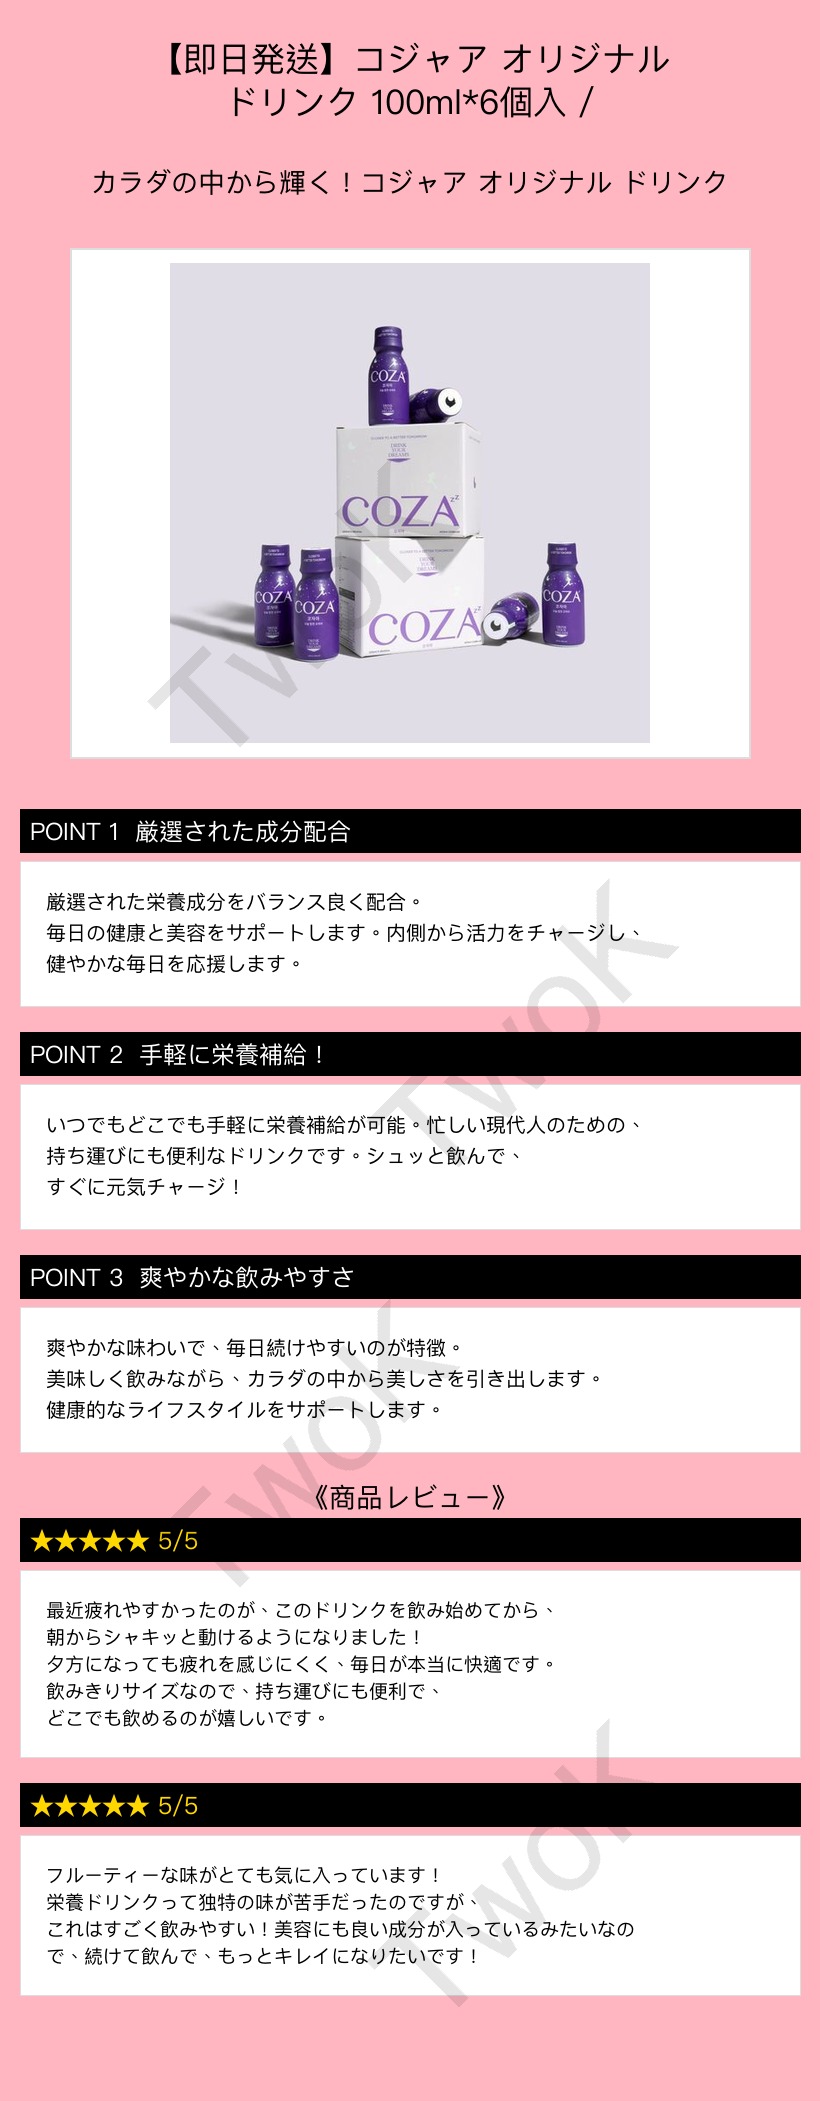 【即日発送】コジャア オリジナル
ドリンク 100ml*6個入 /
カラダの中から輝く！コジャア オリジナル ドリンク
COZA
코자아
COZA zZ
DRINK
YOUR
DREAMS
CLOSER TO A BETTER TOMORROW
COZA
코자아
COZA
코자아
COZA zZ
DRINK
YOUR
DREAMS
COZA
코자아
TwoK
POINT 1 厳選された成分配合
厳選された栄養成分をバランス良く配合。
毎日の健康と美容をサポートします。内側から活力をチャージし、
健やかな毎日を応援します。
TwoK
POINT 2 手軽に栄養補給！
いつでもどこでも手軽に栄養補給が可能。忙しい現代人のための、
持ち運びにも便利なドリンクです。シュッと飲んで、
すぐに元気チャージ！
POINT 3 爽やかな飲みやすさ
爽やかな味わいで、毎日続けやすいのが特徴。
美味しく飲みながら、カラダの中から美しさを引き出します。
健康的なライフスタイルをサポートします。
TwoK
《商品レビュー》
★★★★★ 5/5
最近疲れやすかったのが、このドリンクを飲み始めてから、
朝からシャキッと動けるようになりました！
夕方になっても疲れを感じにくく、毎日が本当に快適です。
飲みきりサイズなので、持ち運びにも便利で、
どこでも飲めるのが嬉しいです。
★★★★★ 5/5
フルーティーな味がとても気に入っています！
栄養ドリンクって独特の味が苦手だったのですが、
これはすごく飲みやすい！美容にも良い成分が入っているみたいなの
で、続けて飲んで、もっとキレイになりたいです！
TwoK